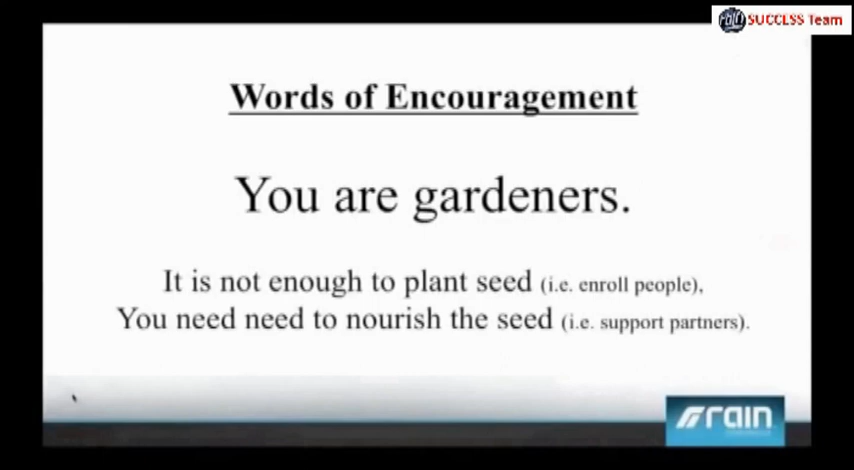 SUCCESS Team
Words of Encouragement
You are gardeners.
It is not enough to plant seed (i.e. enroll people),
You need need to nourish the seed (i.e. support partners).
rain